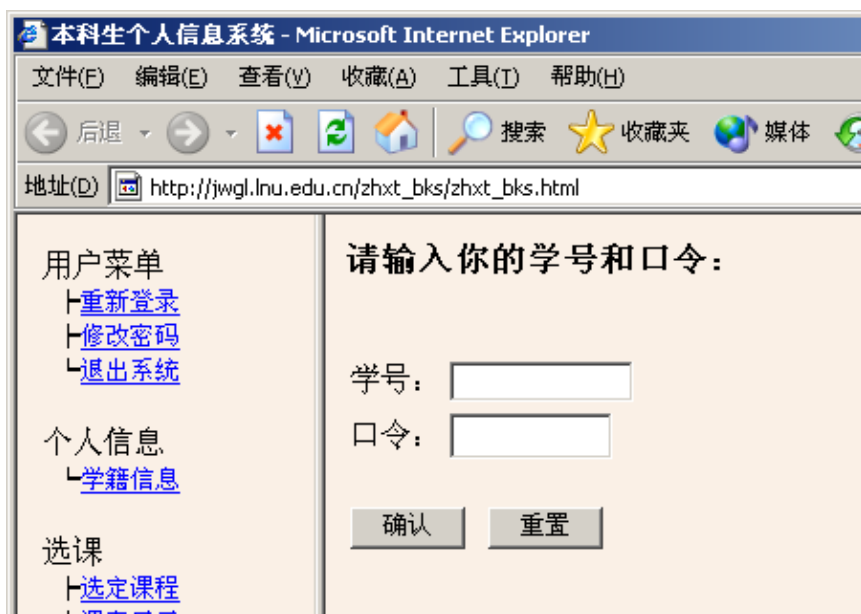 本科生个人信息系统 - Microsoft Internet Explorer
文件(F) 编辑(E) 查看(V) 收藏(A) 工具(T) 帮助(H)
后退 搜索 收藏夹 媒体
地址(D) http://jwgl.lnu.edu.cn/zhxt_bks/zhxt_bks.html
用户菜单
重新登录
修改密码
退出系统
个人信息
学籍信息
选课
选定课程
请输入你的学号和口令：
学号：
口令：
确认 重置